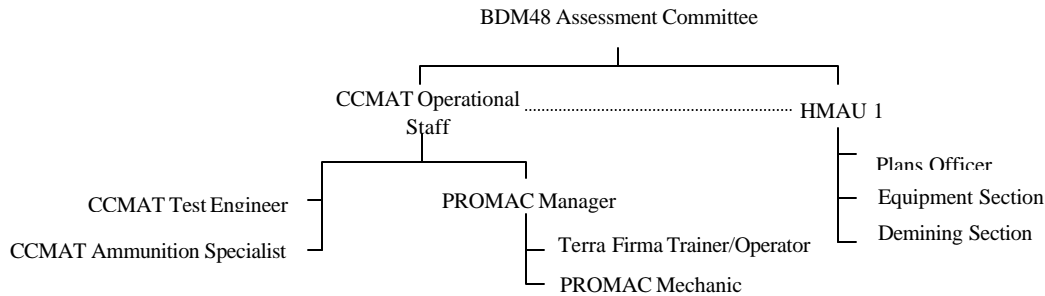 BDM48 Assessment Committee
CCMAT Operational
Staff
HMAU 1
Plans Officer
CCMAT Test Engineer
PROMAC Manager
Equipment Section
CCMAT Ammunition Specialist
Terra Firma Trainer/Operator
Demining Section
PROMAC Mechanic